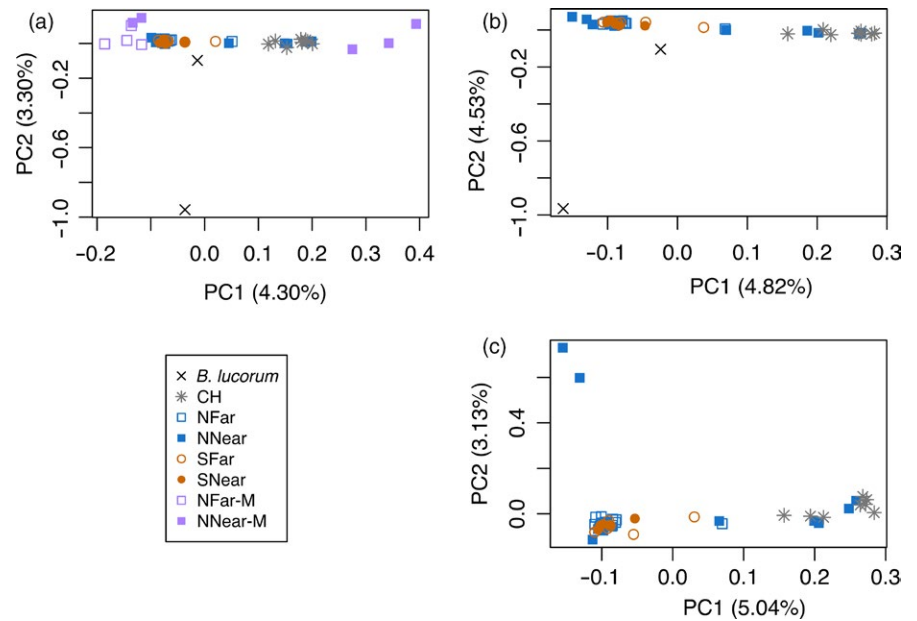 (a)
PC2 (3.30%)
-0.2
-0.6
-1.0
-0.2 0.0 0.1 0.2 0.3 0.4
PC1 (4.30%)
(b)
PC2 (4.53%)
-0.2
-0.6
-1.0
-0.1 0.0 0.1 0.2 0.3
PC1 (4.82%)
B. lucorum
CH
NFar
NNear
SFar
SNear
NFar-M
NNear-M
(c)
PC2 (3.13%)
0.4
0.0
-0.1 0.0 0.1 0.2 0.3
PC1 (5.04%)